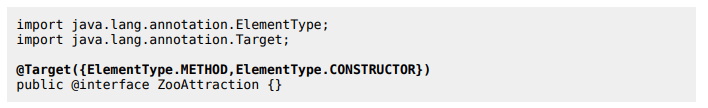 import java.lang.annotation.ElementType;
import java.lang.annotation.Target;
@Target({ElementType.METHOD,ElementType.CONSTRUCTOR})
public @interface ZooAttraction {}